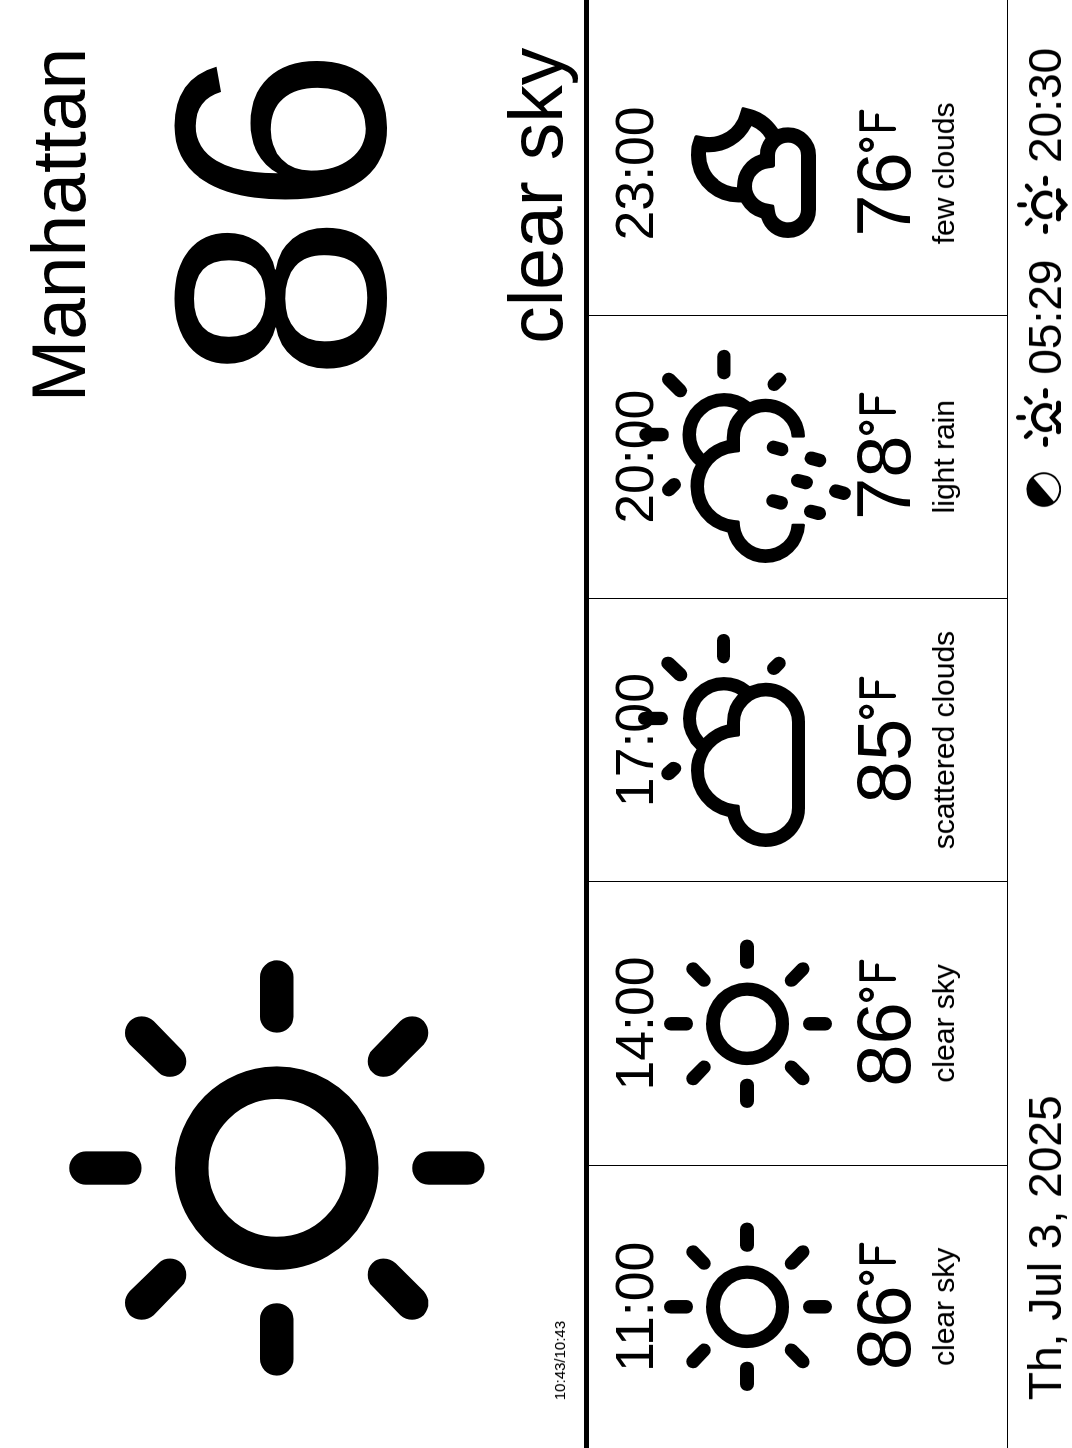 Manhattan
86
clear sky
10:43/10:43
11:00
86°F
clear sky
14:00
86°F
clear sky
17:00
85°F
scattered clouds
20:00
78°F
light rain
23:00
76°F
few clouds
Th, Jul 3, 2025
05:29
20:30